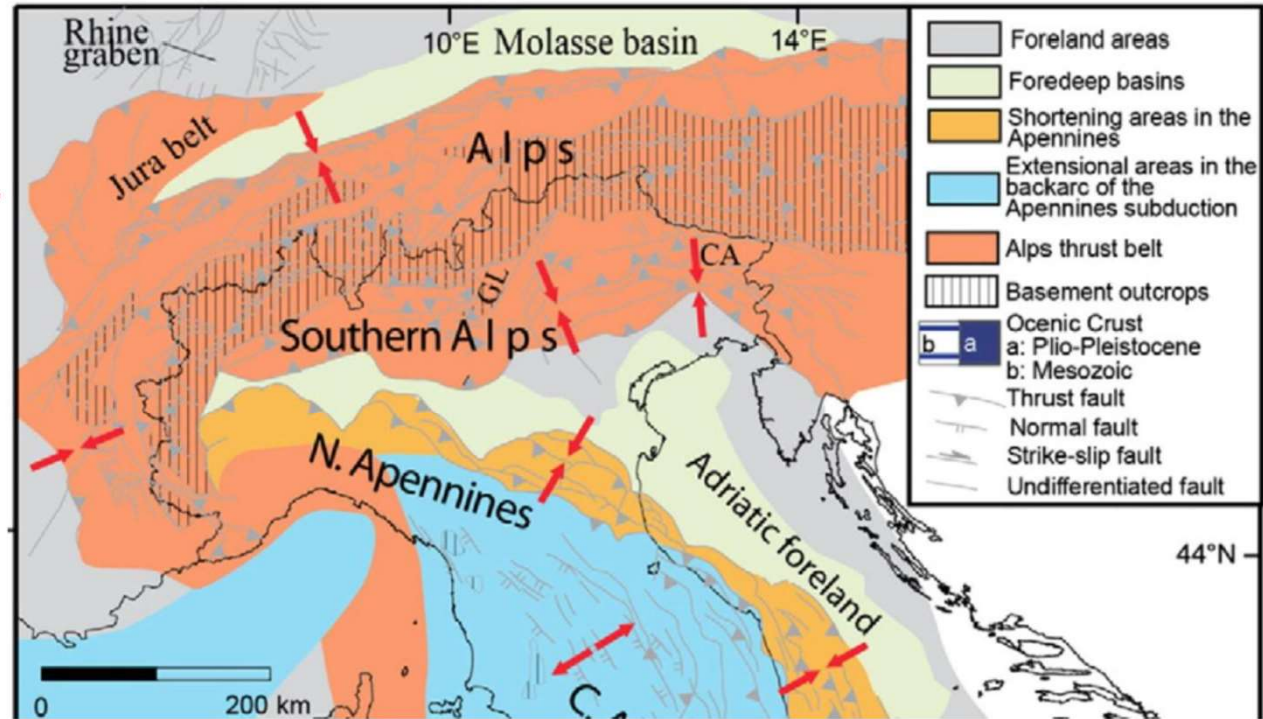 Rhine
graben
10°E
Molasse basin
14°E
Jura belt
Alps
CA
GL
Southern Alps
N. Apennines
Adriatic foreland
44°N
0
200 km
Foreland areas
Foredeep basins
Shortening areas in the
Apennines
Extensional areas in the
backarc of the
Apennines subduction
Alps thrust belt
Basement outcrops
b a
Ocenic Crust
a: Plio-Pleistocene
b: Mesozoic
Thrust fault
Normal fault
Strike-slip fault
Undifferentiated fault